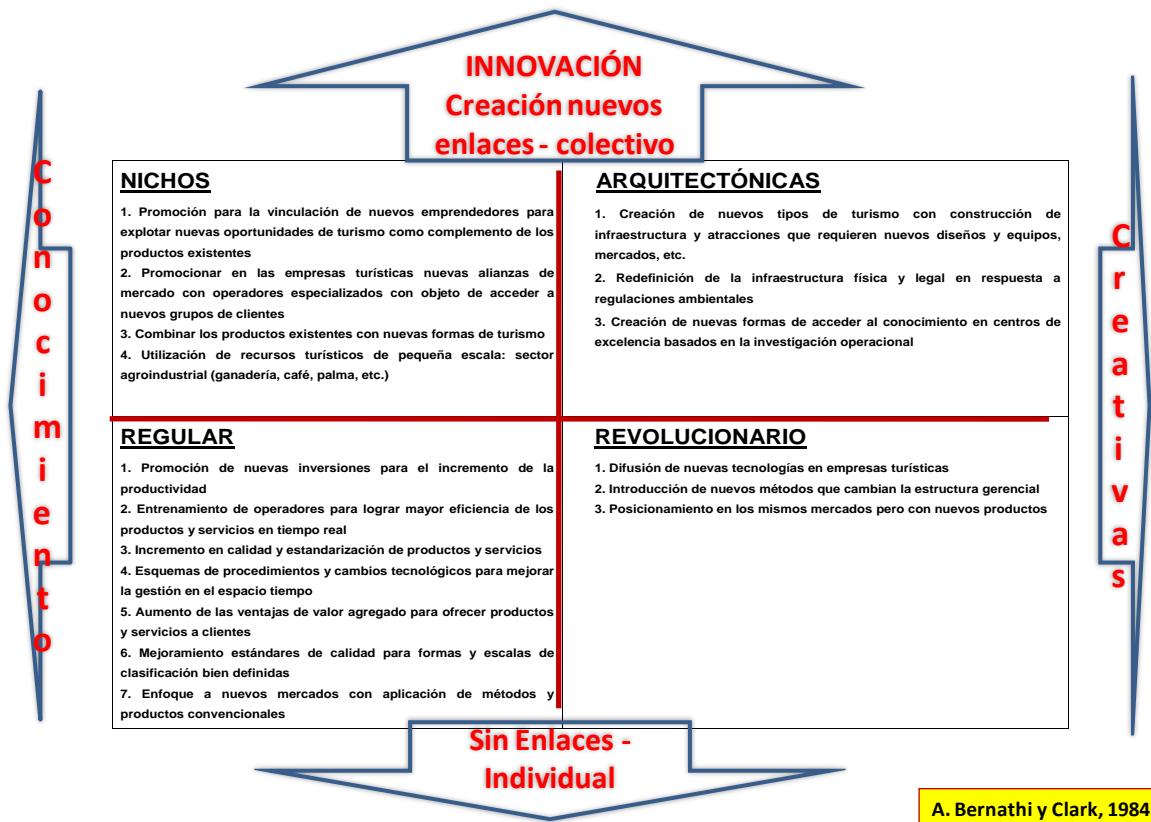 INNOVACIÓN
Creación nuevos
enlaces - colectivo
Conocimiento
NICHOS
1. Promoción para la vinculación de nuevos emprendedores para
explotar nuevas oportunidades de turismo como complemento de los
productos existentes
2. Promocionar en las empresas turísticas nuevas alianzas de
mercado con operadores especializados con objeto de acceder a
nuevos grupos de clientes
3. Combinar los productos existentes con nuevas formas de turismo
4. Utilización de recursos turísticos de pequeña escala: sector
agroindustrial (ganadería, café, palma, etc.)
ARQUITECTÓNICAS
1. Creación de nuevos tipos de turismo con construcción de
infraestructura y atracciones que requieren nuevos diseños y equipos,
mercados, etc.
2. Redefinición de la infraestructura física y legal en respuesta a
regulaciones ambientales
3. Creación de nuevas formas de acceder al conocimiento en centros de
excelencia basados en la investigación operacional
Creativas
REGULAR
1. Promoción de nuevas inversiones para el incremento de la
productividad
2. Entrenamiento de operadores para lograr mayor eficiencia de los
productos y servicios en tiempo real
3. Incremento en calidad y estandarización de productos y servicios
4. Esquemas de procedimientos y cambios tecnológicos para mejorar
la gestión en el espacio tiempo
5. Aumento de las ventajas de valor agregado para ofrecer productos
y servicios a clientes
6. Mejoramiento estándares de calidad para formas y escalas de
clasificación bien definidas
7. Enfoque a nuevos mercados con aplicación de métodos y
productos convencionales
REVOLUCIONARIO
1. Difusión de nuevas tecnologías en empresas turísticas
2. Introducción de nuevos métodos que cambian la estructura gerencial
3. Posicionamiento en los mismos mercados pero con nuevos productos
Sin Enlaces -
Individual
A. Bernathi y Clark, 1984